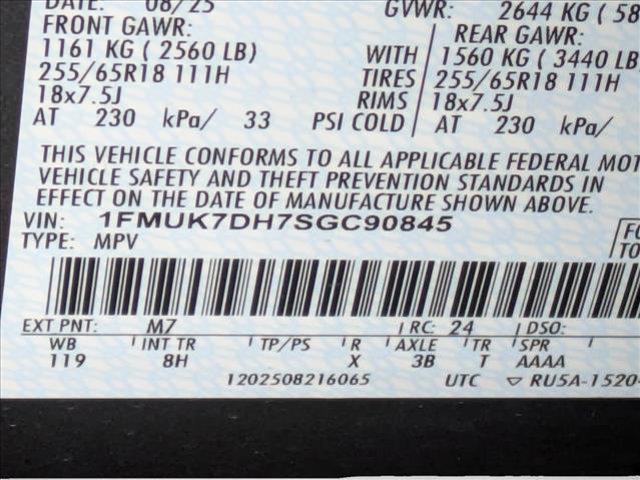 DATE: 08/25 GVWR: 2644 KG ( 58
FRONT GAWR: REAR GAWR:
1161 KG ( 2560 LB) WITH 1560 KG ( 3440 LB
255/65R18 111H TIRES 255/65R18 111H
18x7.5J RIMS 18x7.5J
AT 230 kPa/ 33 PSI COLD AT 230 kPa/
THIS VEHICLE CONFORMS TO ALL APPLICABLE FEDERAL MOT
VEHICLE SAFETY AND THEFT PREVENTION STANDARDS IN
EFFECT ON THE DATE OF MANUFACTURE SHOWN ABOVE.
VIN: 1FMUK7DH7SGC90845
TYPE: MPV
FO
TO
EXT PNT: M7 RC: 24 DSO:
WB INT TR TP/PS R AXLE TR SPR
119 8H X 3B T AAAA
1202508216065 UTC ▽ RU5A-1520